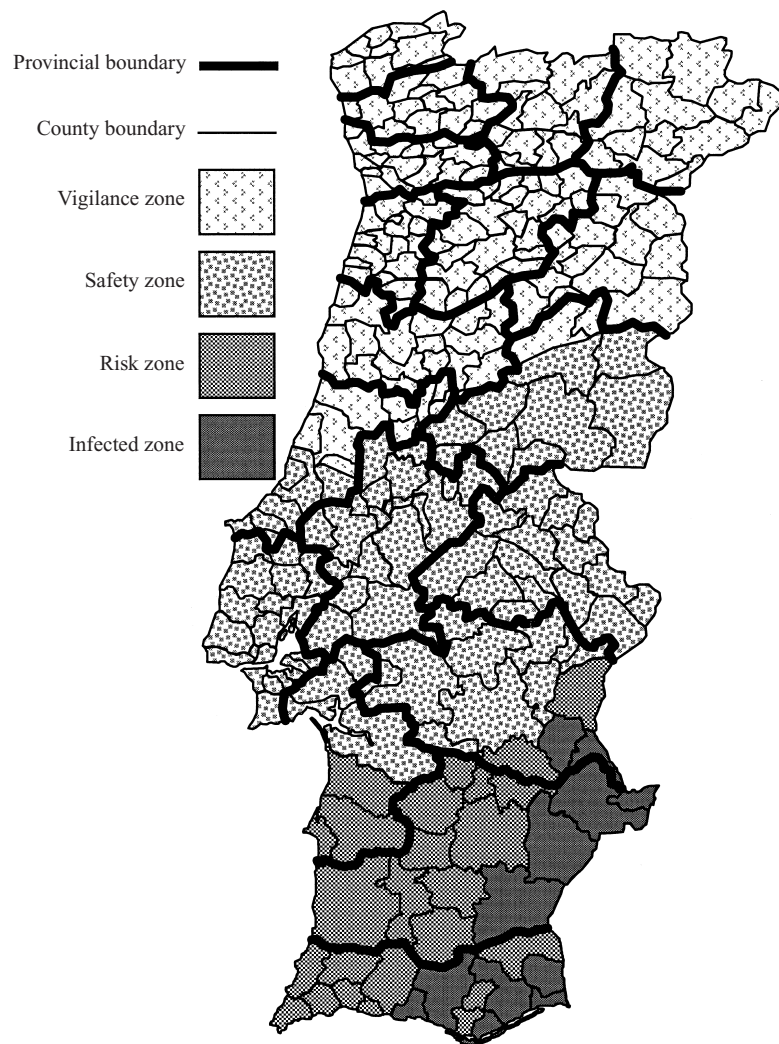 Provincial boundary
County boundary
Vigilance zone
Safety zone
Risk zone
Infected zone